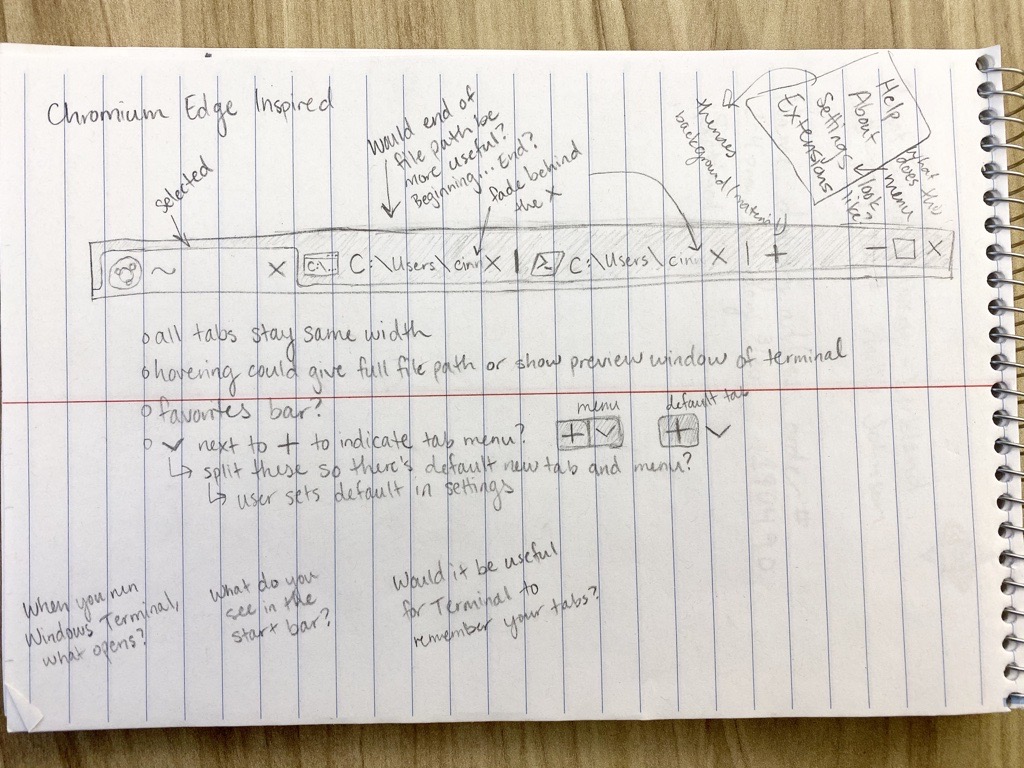 Chromium Edge Inspired
selected
Would end of
file path be
more useful?
Beginning... End?
fade behind
the X
themes
background (material)
Extensions
Settings
About
Help
what does this
menu
look
like?
~ X
C:\... C:\Users\cinn X |
>_ C:\Users\cinn X | +
− □ X
o all tabs stay same width
o hovering could give full file path or show preview window of terminal
o favorites bar?
menu
default tab
o ✓ next to + to indicate tab menu?
↳ split these so there's default new tab and menu?
↳ user sets default in settings
When you run
Windows Terminal,
what opens?
What do you
see in the
start bar?
Would it be useful
for Terminal to
remember your tabs?